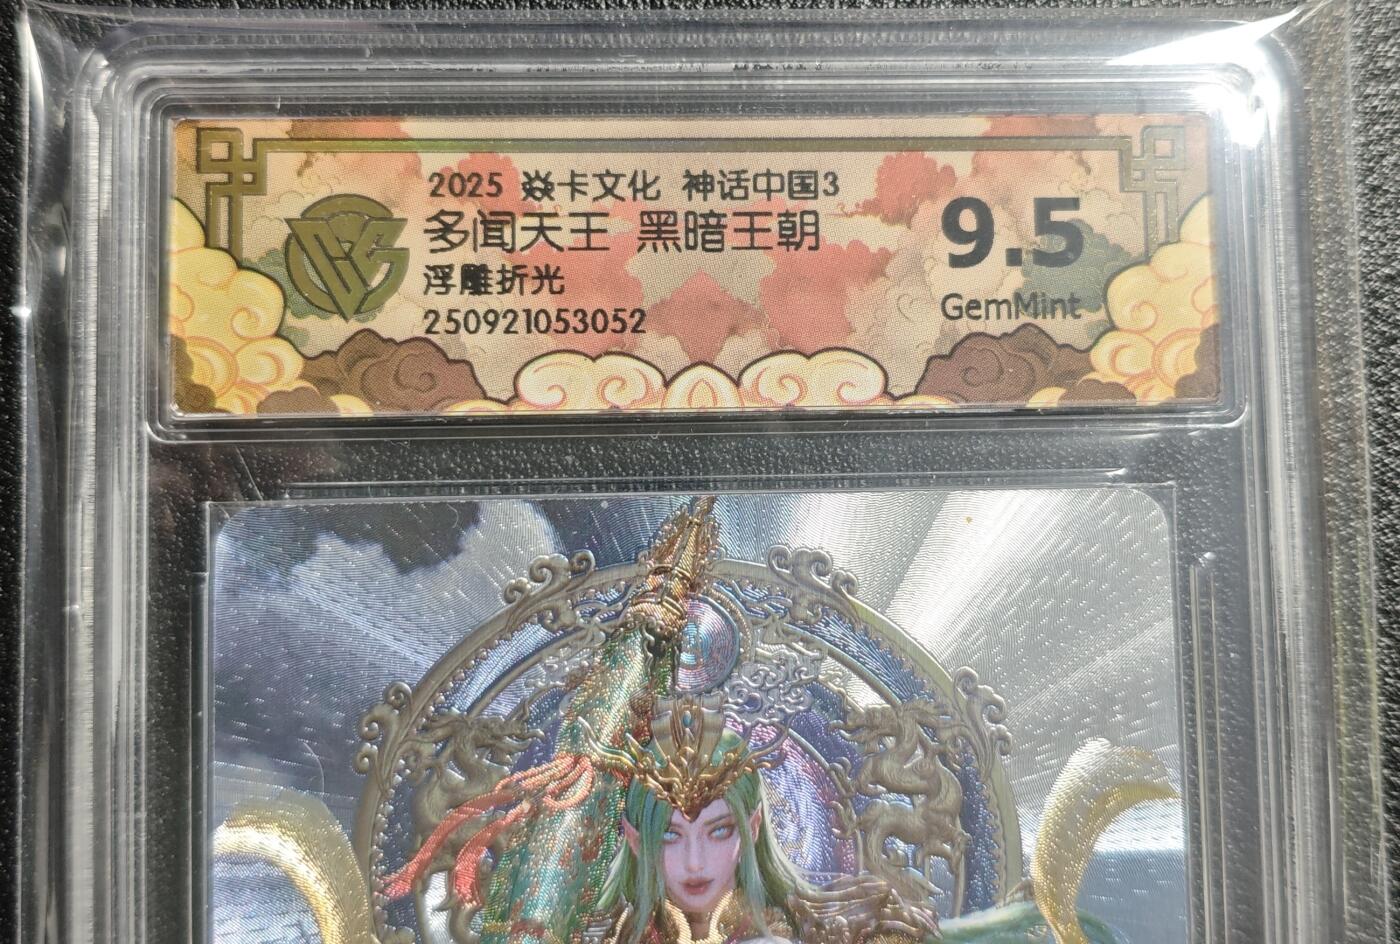 2025 焱卡文化 神话中国3
多闻天王 黑暗王朝
浮雕折光
250921053052
9.5
GemMint